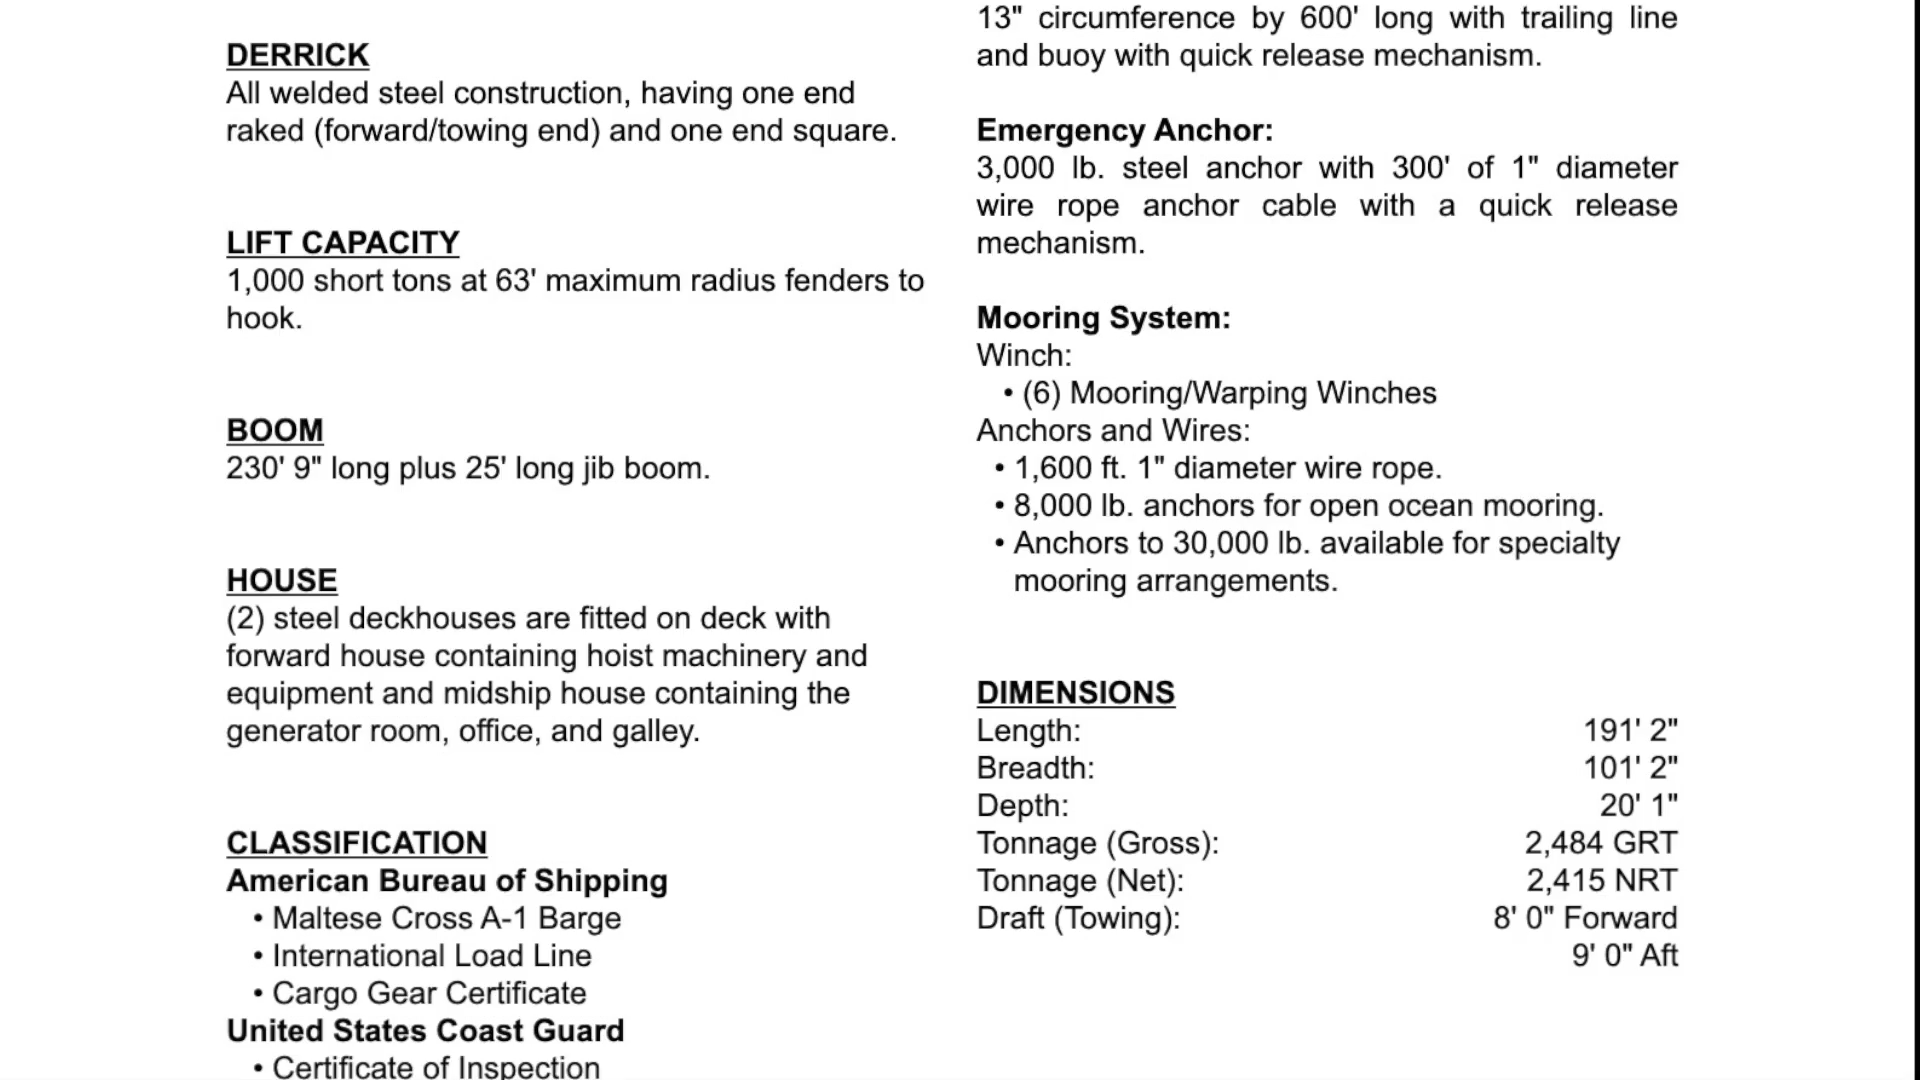 DERRICK
All welded steel construction, having one end
raked (forward/towing end) and one end square.
LIFT CAPACITY
1,000 short tons at 63' maximum radius fenders to
hook.
BOOM
230' 9" long plus 25' long jib boom.
HOUSE
(2) steel deckhouses are fitted on deck with
forward house containing hoist machinery and
equipment and midship house containing the
generator room, office, and galley.
CLASSIFICATION
American Bureau of Shipping
• Maltese Cross A-1 Barge
• International Load Line
• Cargo Gear Certificate
United States Coast Guard
• Certificate of Inspection
13" circumference by 600' long with trailing line
and buoy with quick release mechanism.
Emergency Anchor:
3,000 lb. steel anchor with 300' of 1" diameter
wire rope anchor cable with a quick release
mechanism.
Mooring System:
Winch:
• (6) Mooring/Warping Winches
Anchors and Wires:
• 1,600 ft. 1" diameter wire rope.
• 8,000 lb. anchors for open ocean mooring.
• Anchors to 30,000 lb. available for specialty
mooring arrangements.
DIMENSIONS
Length: 191' 2"
Breadth: 101' 2"
Depth: 20' 1"
Tonnage (Gross): 2,484 GRT
Tonnage (Net): 2,415 NRT
Draft (Towing): 8' 0" Forward
9' 0" Aft